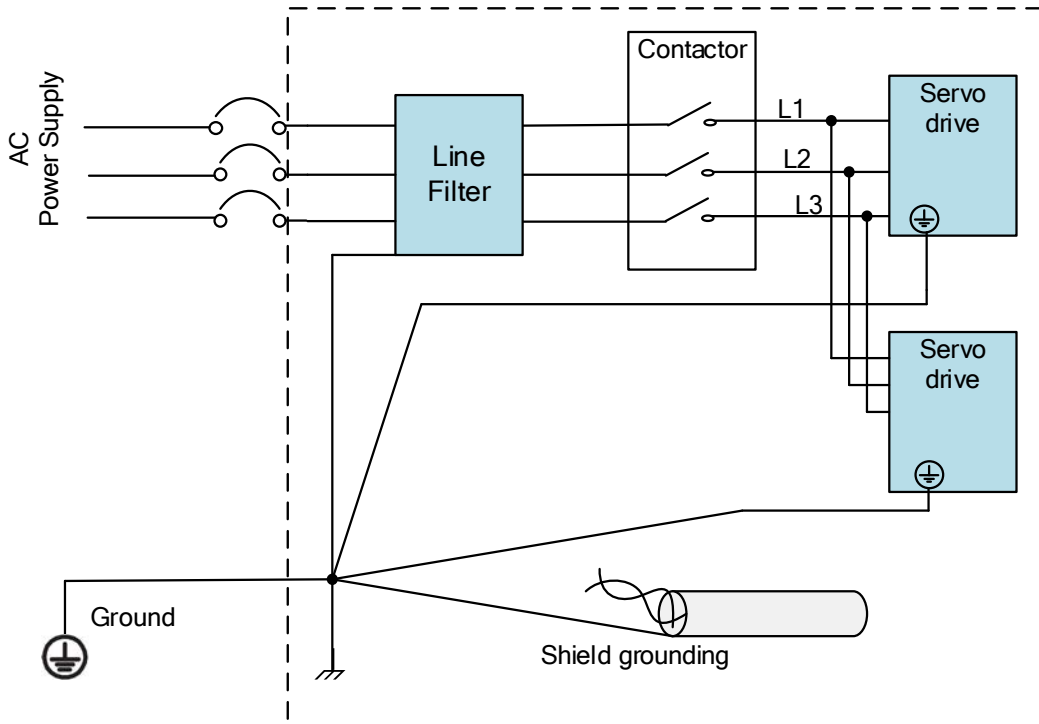 Contactor
AC
Power Supply
Line
Filter
L1
L2
L3
Servo
drive
Servo
drive
Ground
Shield grounding